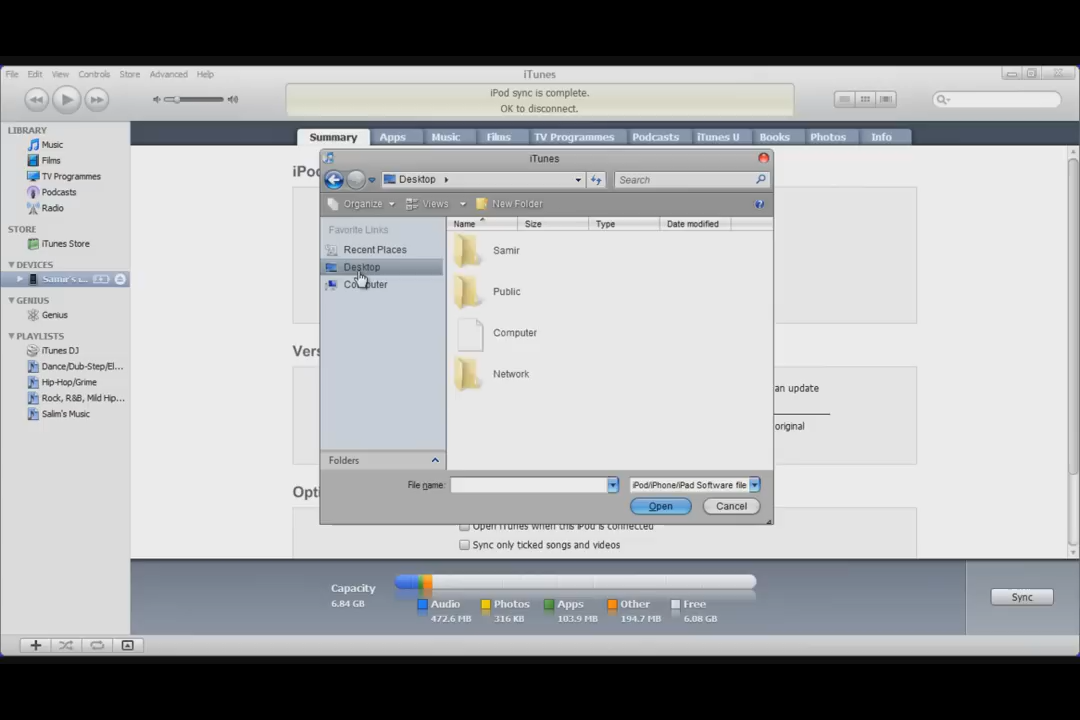 File Edit View Controls Store Advanced Help
iTunes
iPod sync is complete.
OK to disconnect.
LIBRARY
Music
Films
TV Programmes
Podcasts
Radio
STORE
iTunes Store
DEVICES
Samir's i...
GENIUS
Genius
PLAYLISTS
iTunes DJ
Dance/Dub-Step/El...
Hip-Hop/Grime
Rock, R&B, Mild Hip...
Salim's Music
Summary Apps Music Films TV Programmes Podcasts iTunes U Books Photos Info
iPo
Vers
Opti
an update
original
iTunes
Desktop
Search
Organize Views New Folder
Favorite Links
Recent Places
Desktop
Computer
Folders
Name Size Type Date modified
Samir
Public
Computer
Network
File name:
iPod/iPhone/iPad Software file
Open Cancel
Open iTunes when this iPod is connected
Sync only ticked songs and videos
Capacity
6.84 GB
Audio Photos Apps Other Free
472.6 MB 316 KB 103.9 MB 194.7 MB 6.08 GB
Sync